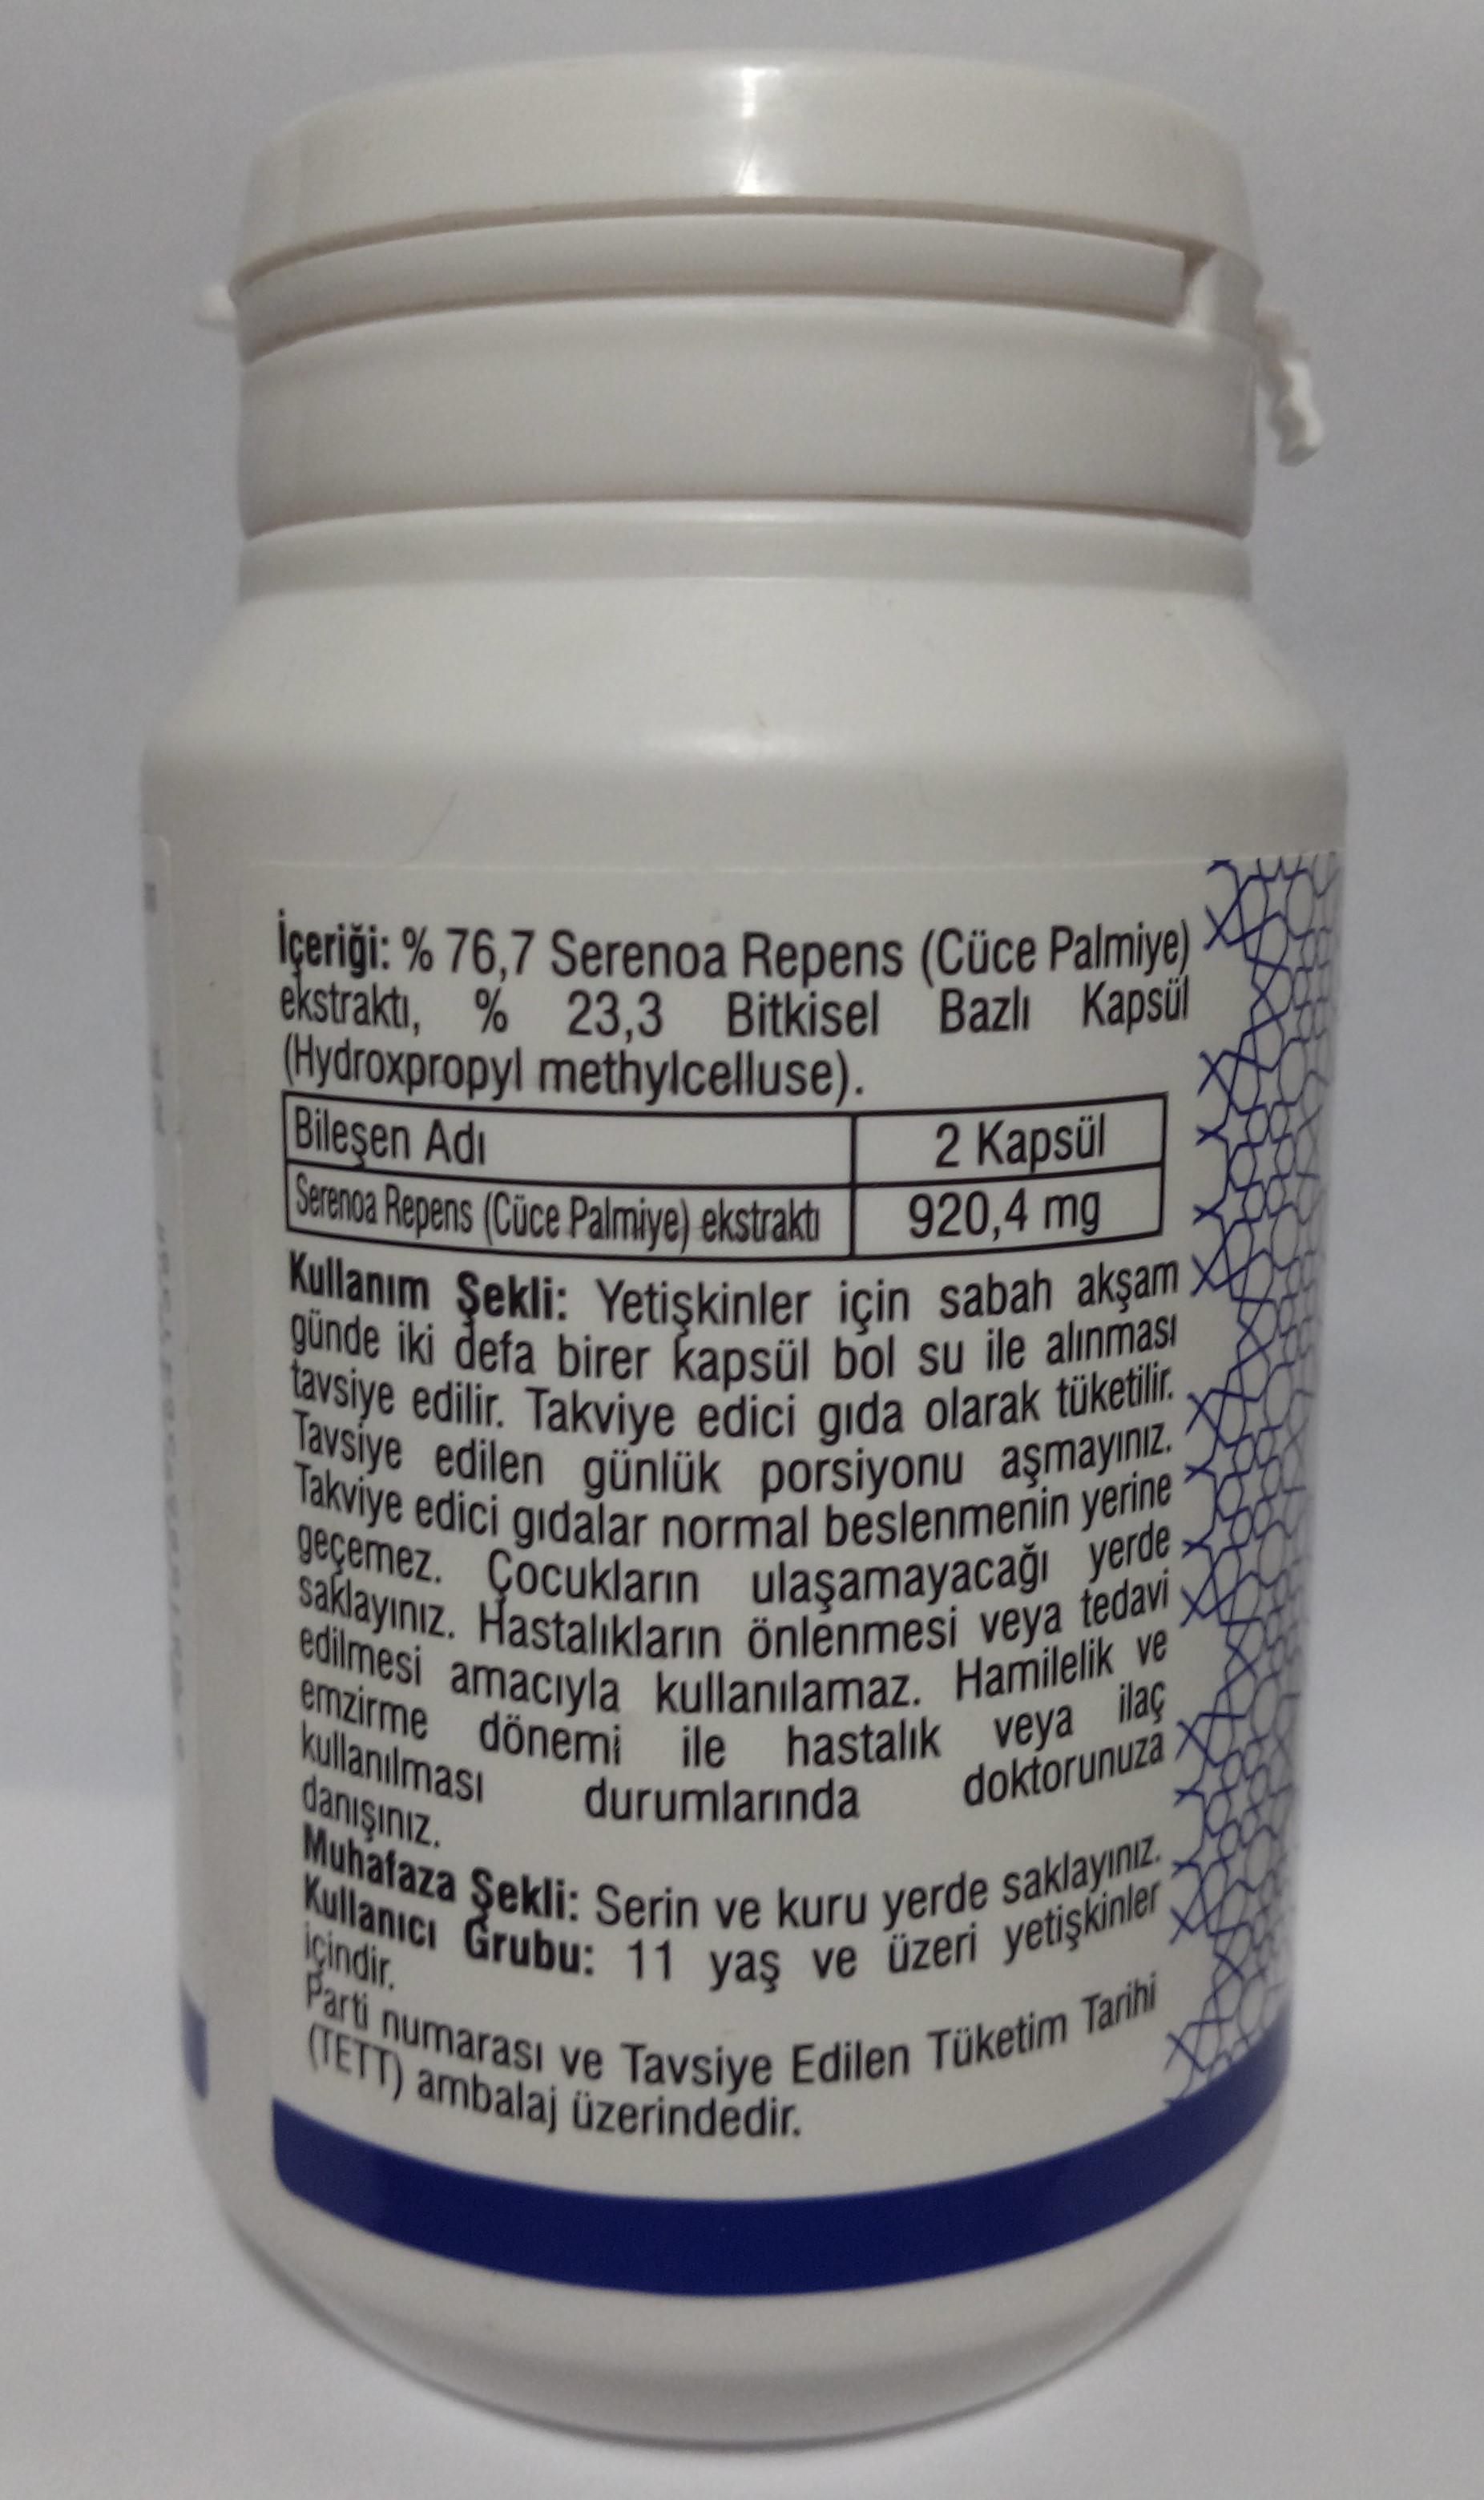 İçeriği: % 76,7 Serenoa Repens (Cüce Palmiye)
ekstraktı, % 23,3 Bitkisel Bazlı Kapsül
(Hydroxpropyl methylcelluse).
Bileşen Adı 2 Kapsül
Serenoa Repens (Cüce Palmiye) ekstraktı 920,4 mg
Kullanım Şekli: Yetişkinler için sabah akşam
günde iki defa birer kapsül bol su ile alınması
tavsiye edilir. Takviye edici gıda olarak tüketilir.
Tavsiye edilen günlük porsiyonu aşmayınız.
Takviye edici gıdalar normal beslenmenin yerine
geçemez. Çocukların ulaşamayacağı yerde
saklayınız. Hastalıkların önlenmesi veya tedavi
edilmesi amacıyla kullanılamaz. Hamilelik ve
emzirme dönemi ile hastalık veya ilaç
kullanılması durumlarında doktorunuza
danışınız.
Muhafaza Şekli: Serin ve kuru yerde saklayınız.
Kullanıcı Grubu: 11 yaş ve üzeri yetişkinler
içindir.
Parti numarası ve Tavsiye Edilen Tüketim Tarihi
(TETT) ambalaj üzerindedir.